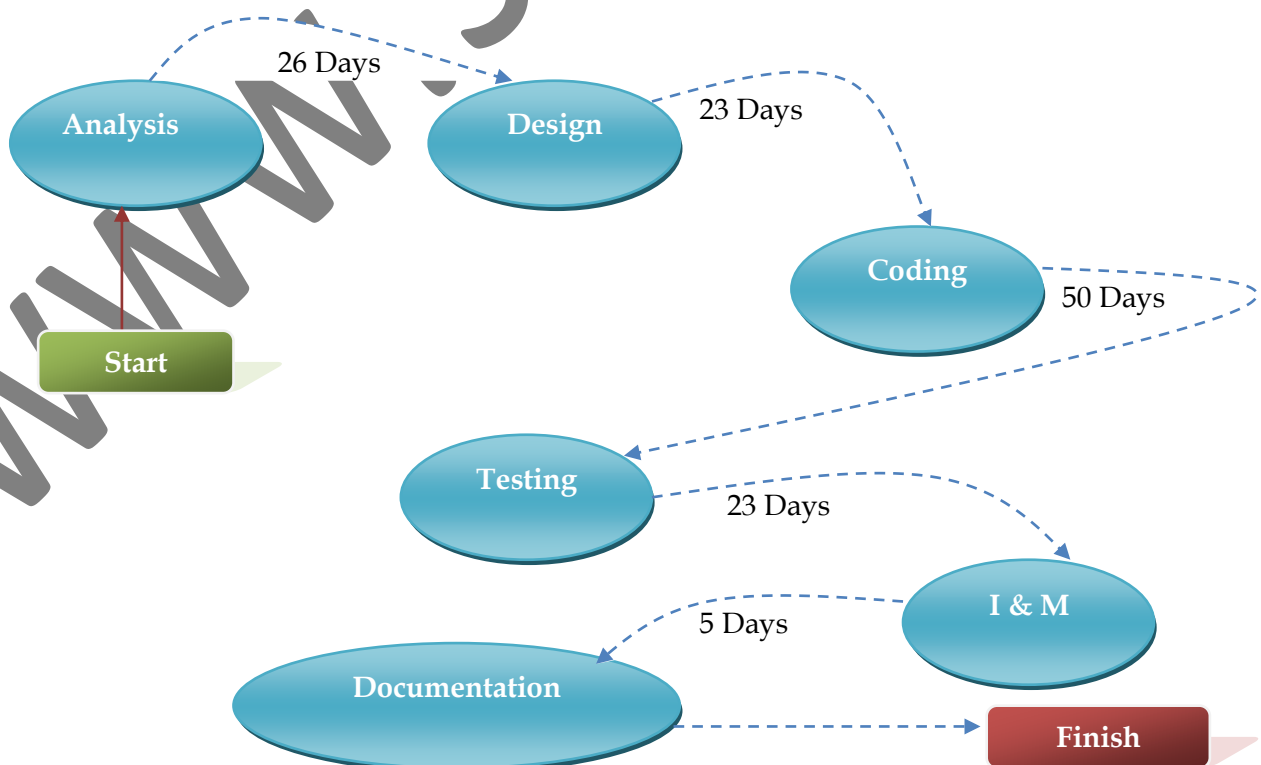 26 Days
Analysis
Design
23 Days
Coding
50 Days
Start
Testing
23 Days
I & M
5 Days
Documentation
Finish